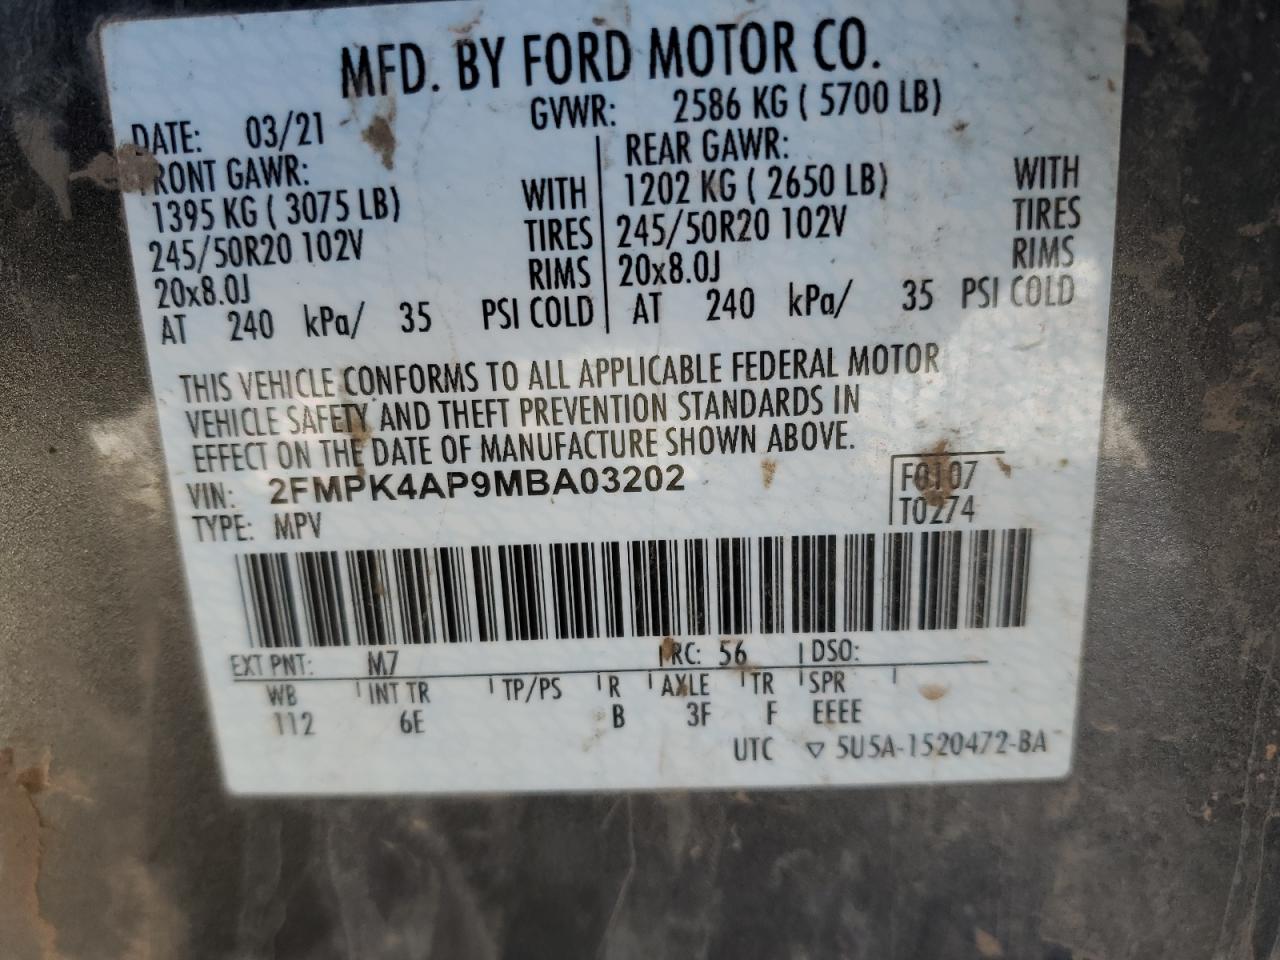 MFD. BY FORD MOTOR CO.
DATE: 03/21 GVWR: 2586 KG ( 5700 LB)
FRONT GAWR: REAR GAWR:
1395 KG ( 3075 LB) WITH 1202 KG ( 2650 LB) WITH
245/50R20 102V TIRES 245/50R20 102V TIRES
20x8.0J RIMS 20x8.0J RIMS
AT 240 kPa/ 35 PSI COLD AT 240 kPa/ 35 PSI COLD
THIS VEHICLE CONFORMS TO ALL APPLICABLE FEDERAL MOTOR
VEHICLE SAFETY AND THEFT PREVENTION STANDARDS IN
EFFECT ON THE DATE OF MANUFACTURE SHOWN ABOVE.
VIN: 2FMPK4AP9MBA03202 F0107
TYPE: MPV T0274
EXT PNT: M7 RC: 56 DSO:
WB INT TR TP/PS R AXLE TR SPR
112 6E B 3F F EEEE
UTC ▽ 5U5A-1520472-BA